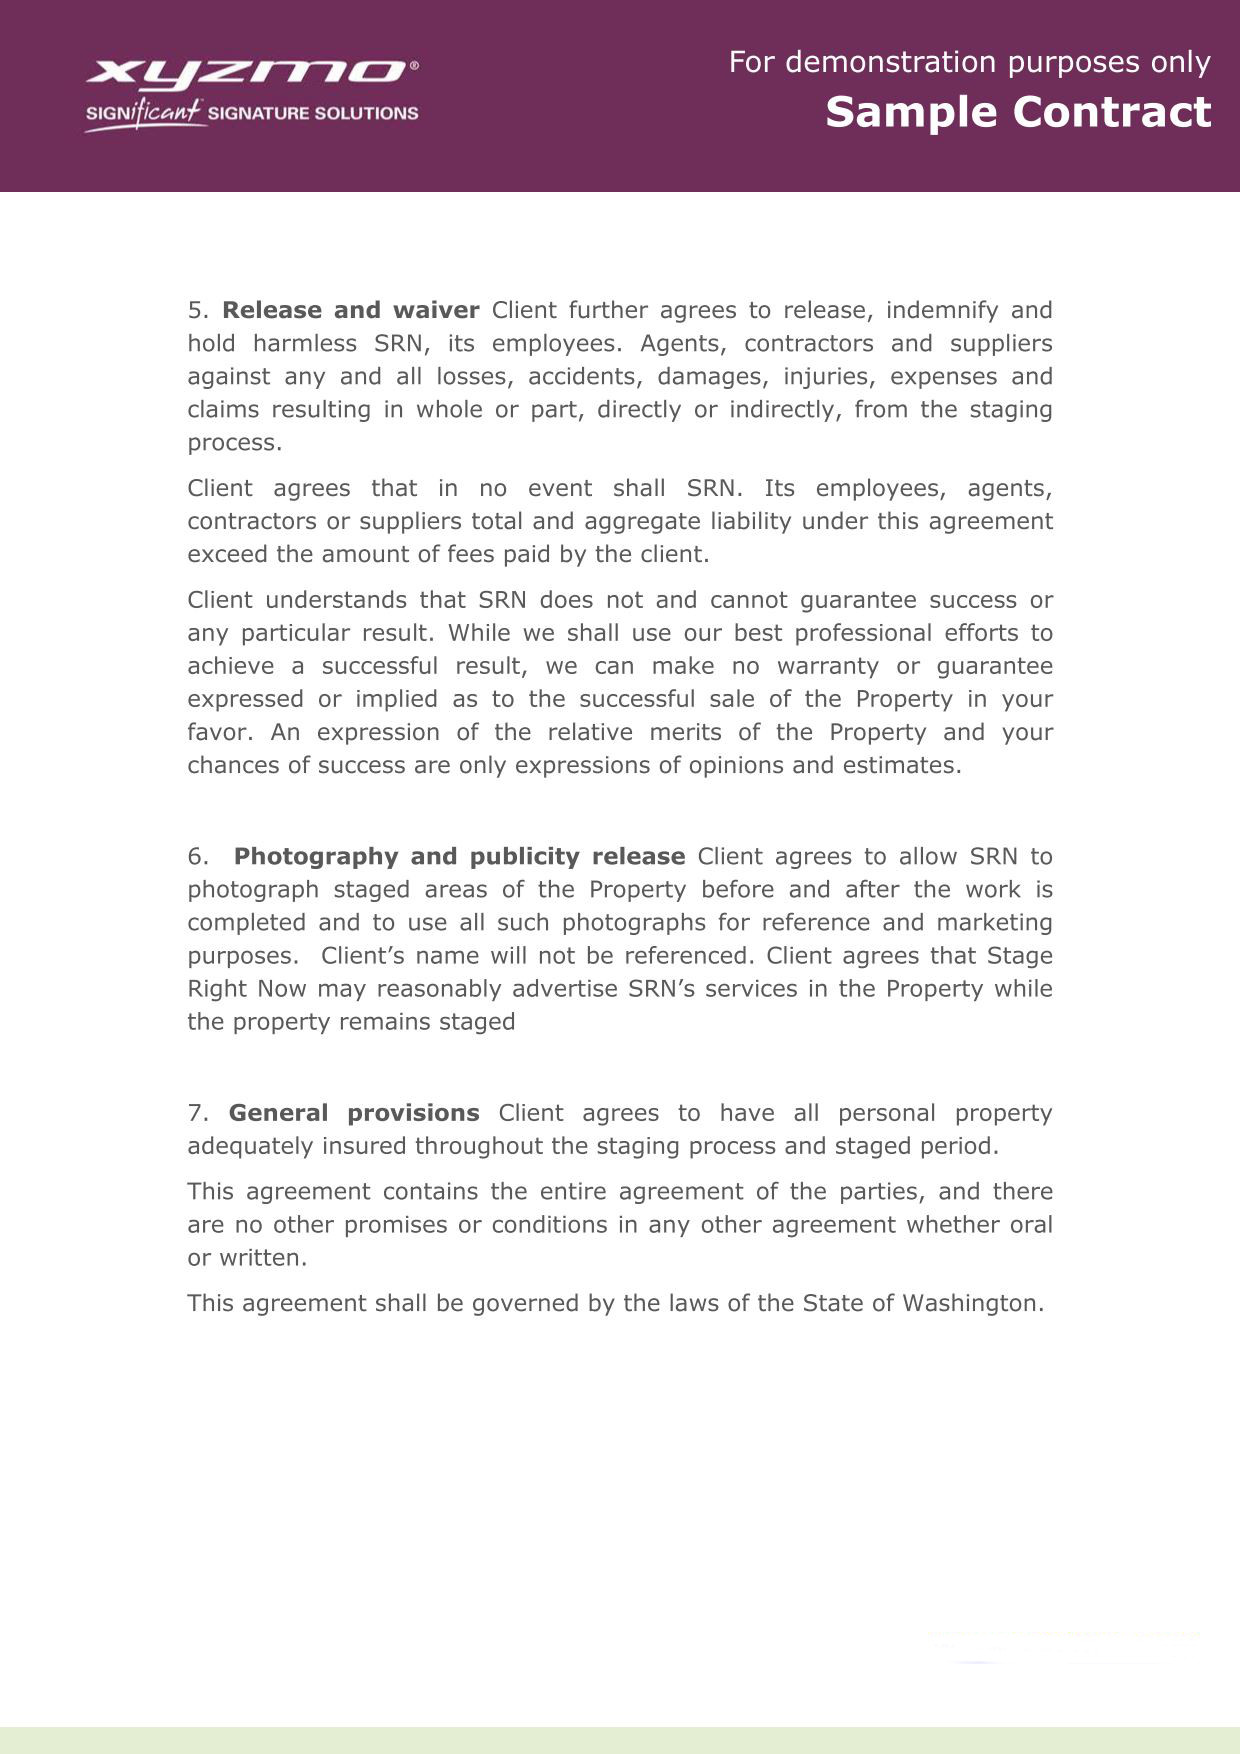 xyzmo®
SIGNificant SIGNATURE SOLUTIONS
For demonstration purposes only
Sample Contract
5. Release and waiver Client further agrees to release, indemnify and
hold harmless SRN, its employees. Agents, contractors and suppliers
against any and all losses, accidents, damages, injuries, expenses and
claims resulting in whole or part, directly or indirectly, from the staging
process.
Client agrees that in no event shall SRN. Its employees, agents,
contractors or suppliers total and aggregate liability under this agreement
exceed the amount of fees paid by the client.
Client understands that SRN does not and cannot guarantee success or
any particular result. While we shall use our best professional efforts to
achieve a successful result, we can make no warranty or guarantee
expressed or implied as to the successful sale of the Property in your
favor. An expression of the relative merits of the Property and your
chances of success are only expressions of opinions and estimates.
6. Photography and publicity release Client agrees to allow SRN to
photograph staged areas of the Property before and after the work is
completed and to use all such photographs for reference and marketing
purposes. Client’s name will not be referenced. Client agrees that Stage
Right Now may reasonably advertise SRN’s services in the Property while
the property remains staged
7. General provisions Client agrees to have all personal property
adequately insured throughout the staging process and staged period.
This agreement contains the entire agreement of the parties, and there
are no other promises or conditions in any other agreement whether oral
or written.
This agreement shall be governed by the laws of the State of Washington.